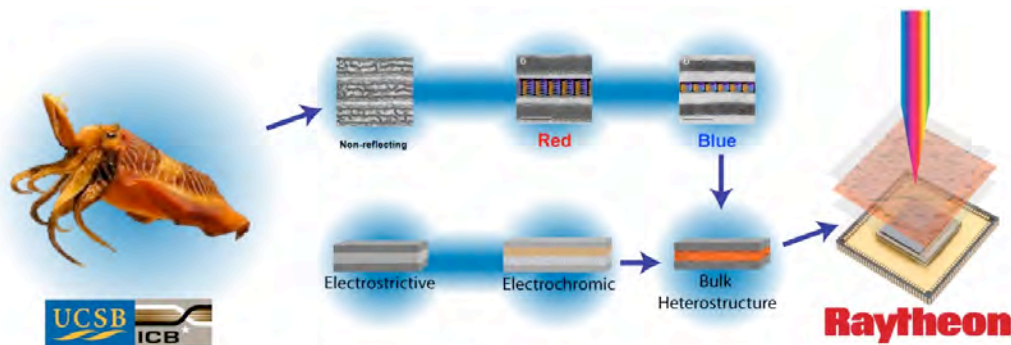 Non-reflecting
Red
Blue
Electrostrictive
Electrochromic
Bulk
Heterostructure
UCSB
ICB
Raytheon